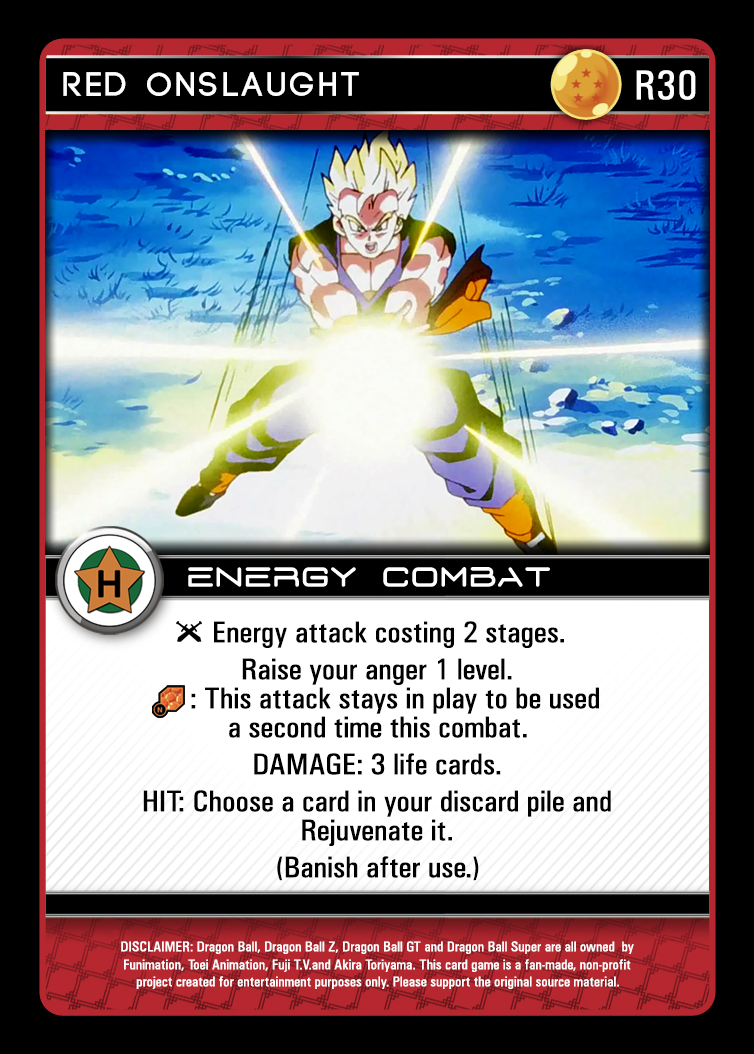 RED ONSLAUGHT
R30
H
ENERGY COMBAT
Energy attack costing 2 stages.
Raise your anger 1 level.
N : This attack stays in play to be used
a second time this combat.
DAMAGE: 3 life cards.
HIT: Choose a card in your discard pile and
Rejuvenate it.
(Banish after use.)
DISCLAIMER: Dragon Ball, Dragon Ball Z, Dragon Ball GT and Dragon Ball Super are all owned by
Funimation, Toei Animation, Fuji T.V.and Akira Toriyama. This card game is a fan-made, non-profit
project created for entertainment purposes only. Please support the original source material.